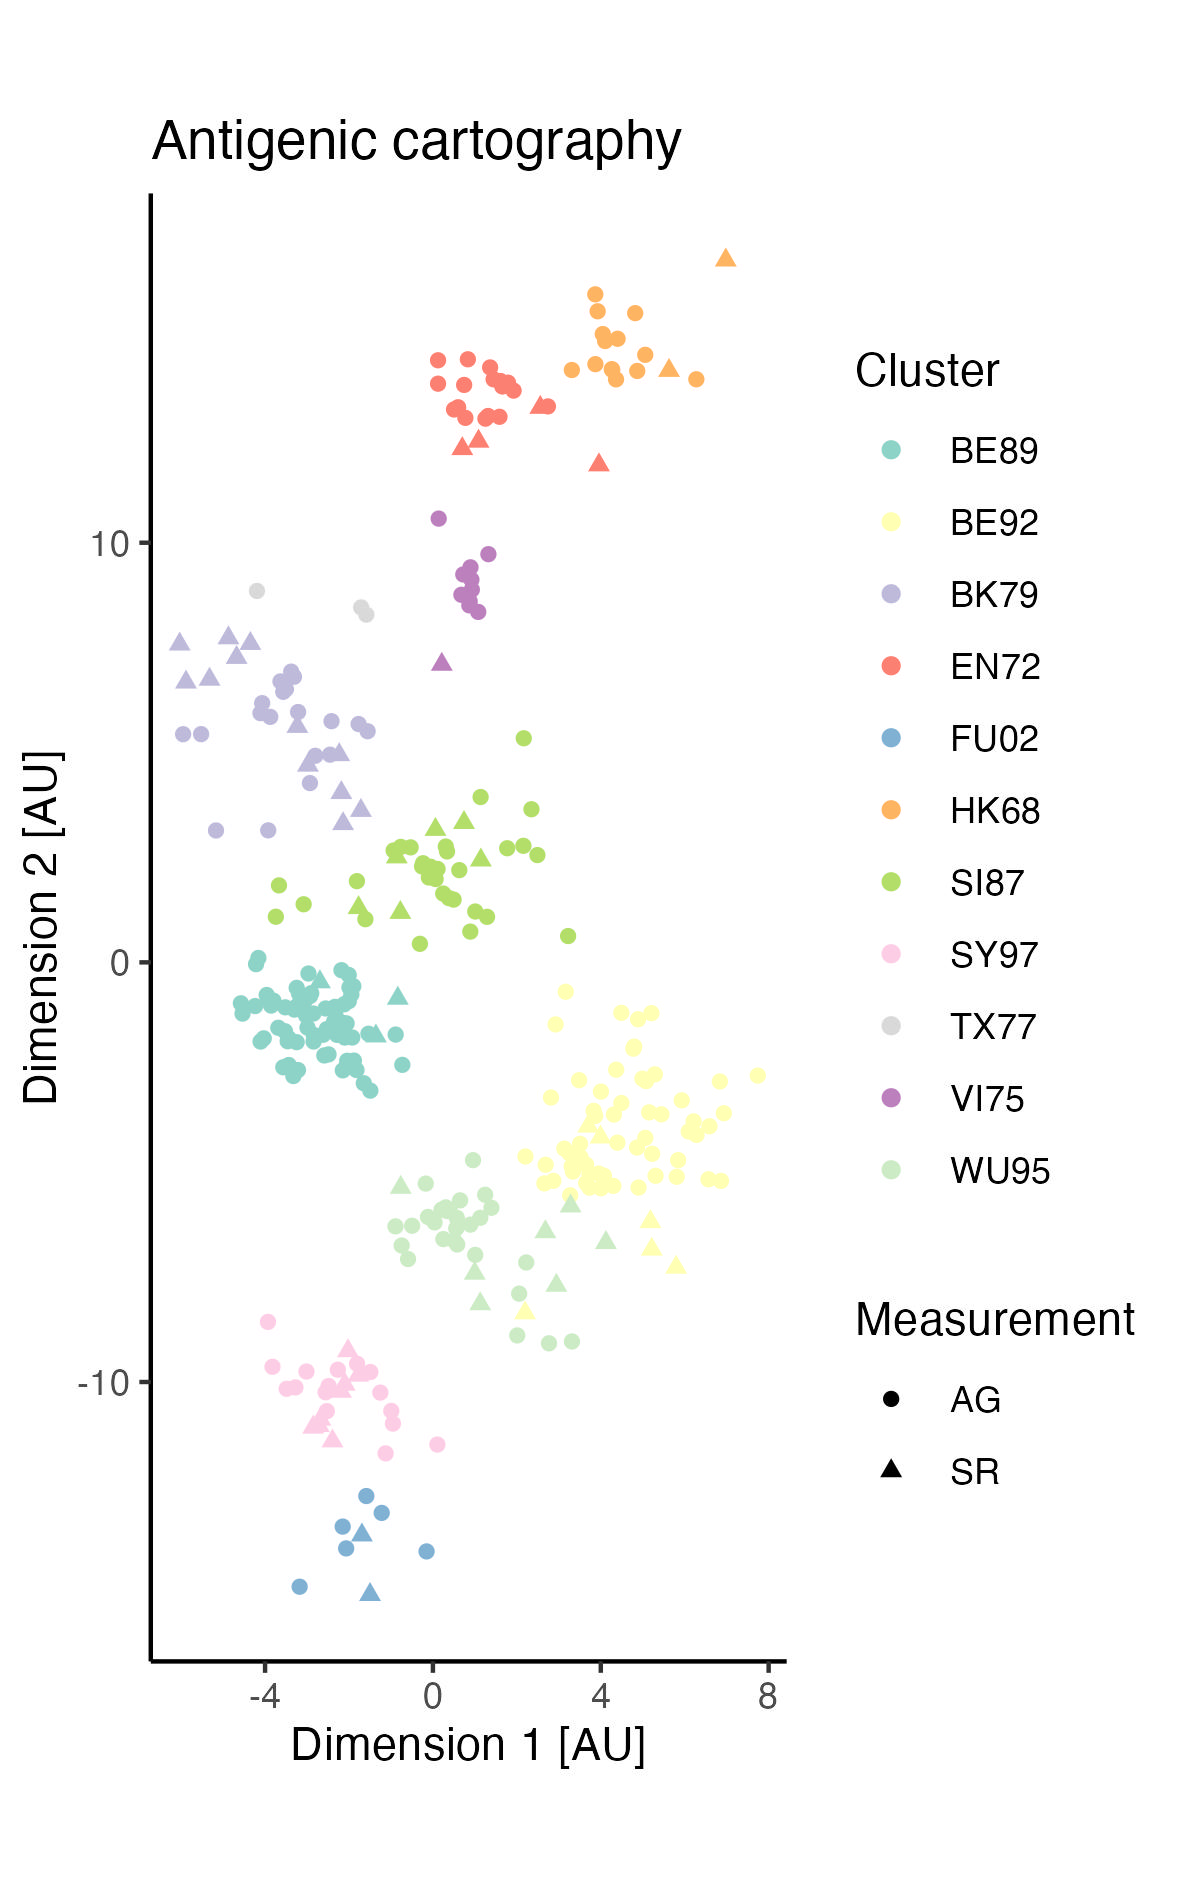 Antigenic cartography
Dimension 2 [AU]
10
0
-10
-4
0
4
8
Dimension 1 [AU]
Cluster
BE89
BE92
BK79
EN72
FU02
HK68
SI87
SY97
TX77
VI75
WU95
Measurement
AG
SR